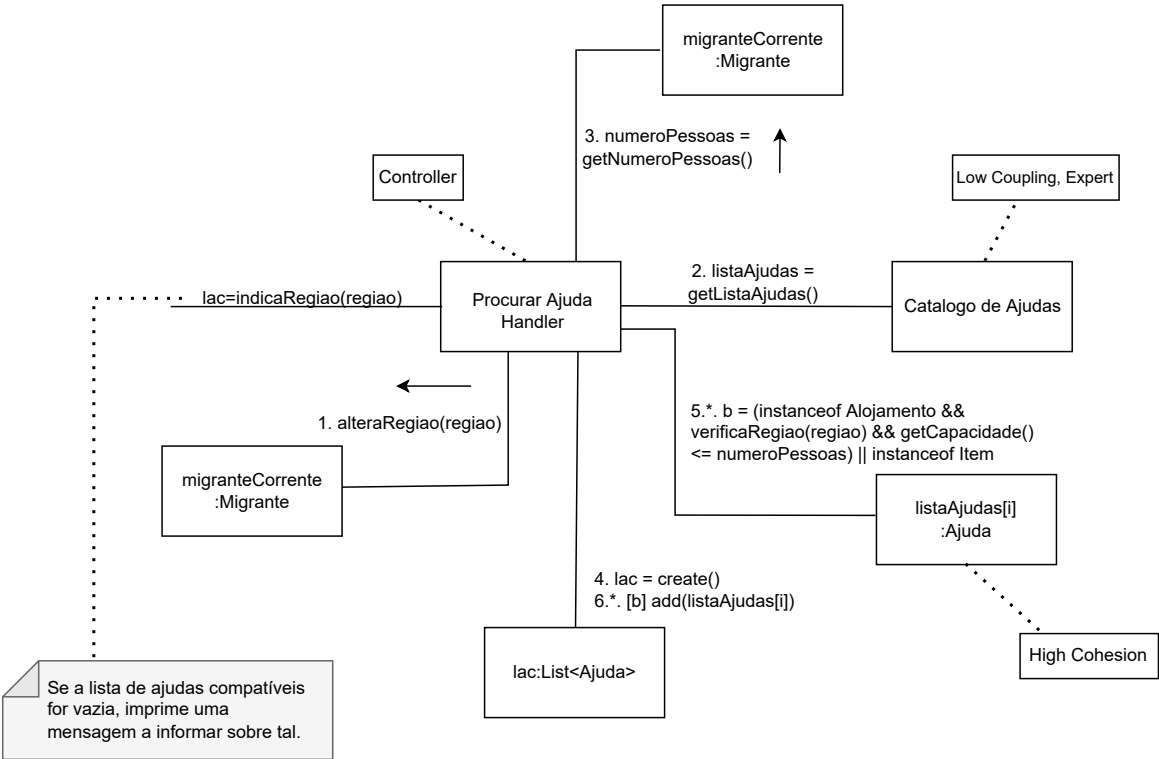 migranteCorrente
:Migrante
3. numeroPessoas =
getNumeroPessoas()
Controller
Low Coupling, Expert
lac=indicaRegiao(regiao)
Procurar Ajuda
Handler
2. listaAjudas =
getListaAjudas()
Catalogo de Ajudas
1. alteraRegiao(regiao)
5.*. b = (instanceof Alojamento &&
verificaRegiao(regiao) && getCapacidade()
<= numeroPessoas) || instanceof Item
migranteCorrente
:Migrante
listaAjudas[i]
:Ajuda
4. lac = create()
6.*. [b] add(listaAjudas[i])
High Cohesion
lac:List<Ajuda>
Se a lista de ajudas compatíveis
for vazia, imprime uma
mensagem a informar sobre tal.